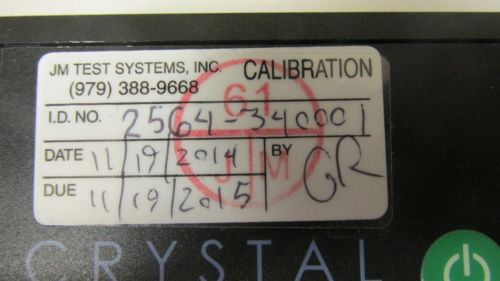 JM TEST SYSTEMS, INC. CALIBRATION
(979) 388-9668
61
I.D. NO. 2564-340001
DATE 11/19/2014 BY GR
J M
DUE 11/19/2015
CRYSTAL